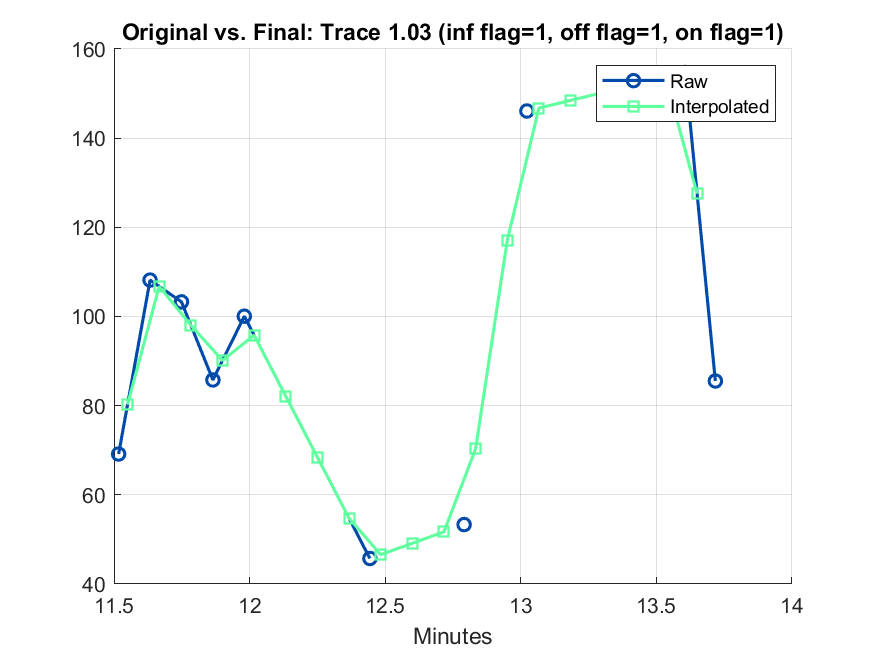 Original vs. Final: Trace 1.03 (inf flag=1, off flag=1, on flag=1)
160
140
120
100
80
60
40
Raw
Interpolated
11.5 12 12.5 13 13.5 14
Minutes